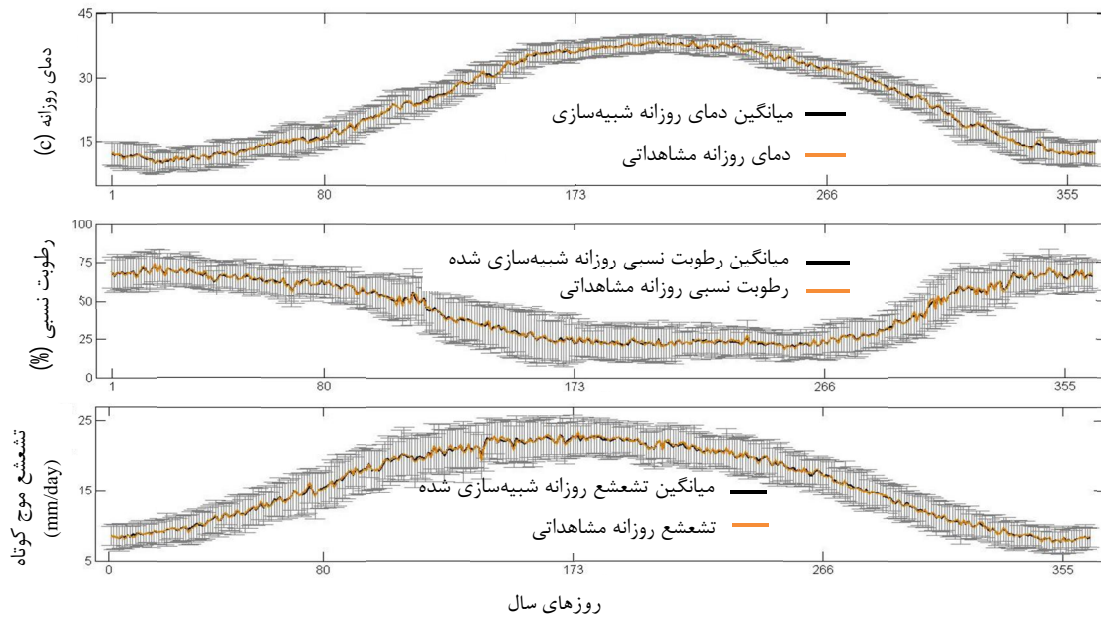 دمای روزانه (c)
45
30
15
میانگین دمای روزانه شبیه‌سازی
دمای روزانه مشاهداتی
1 80 173 266 355
رطوبت نسبی (%)
100
75
50
25
0
میانگین رطوبت نسبی روزانه شبیه‌سازی شده
رطوبت نسبی روزانه مشاهداتی
1 80 173 266 355
تشعشع موج کوتاه
(mm/day)
25
15
5
میانگین تشعشع روزانه شبیه‌سازی شده
تشعشع روزانه مشاهداتی
0 80 173 266 355
روزهای سال